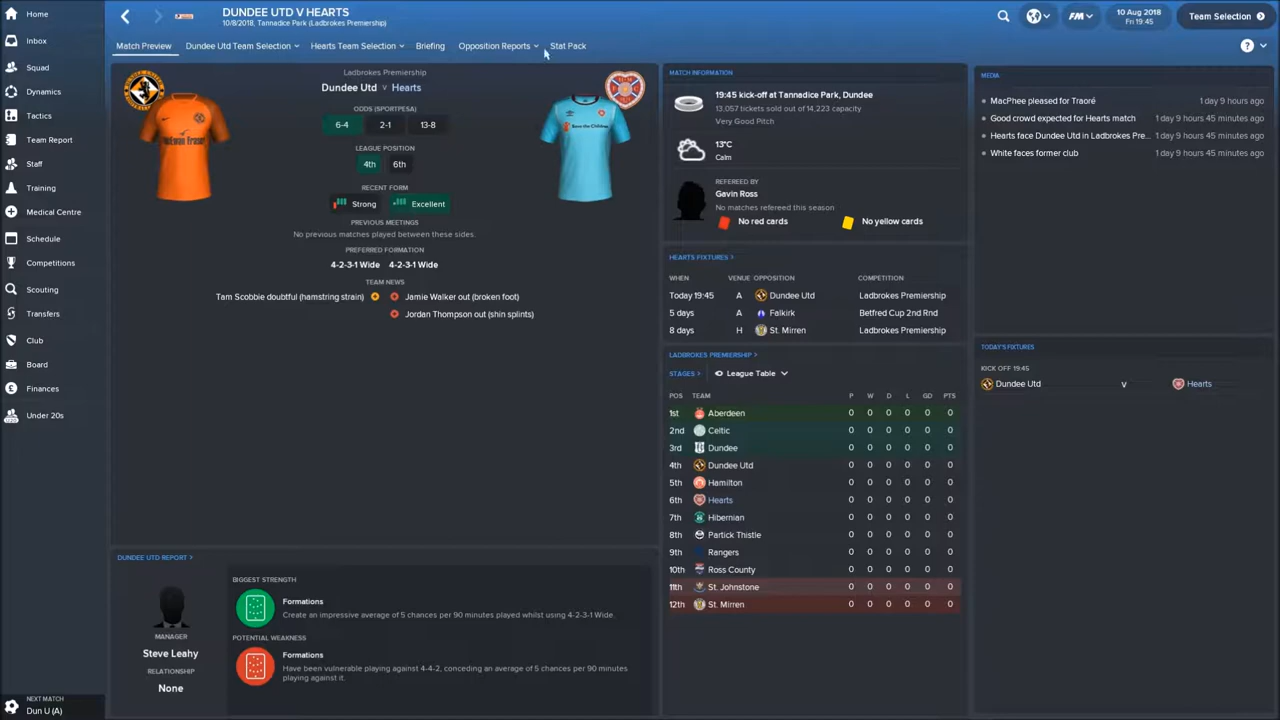 Home
Inbox
Squad
Dynamics
Tactics
Team Report
Staff
Training
Medical Centre
Schedule
Competitions
Scouting
Transfers
Club
Board
Finances
Under 20s
NEXT MATCH
Dun U (A)
DUNDEE UTD V HEARTS
10/8/2018, Tannadice Park (Ladbrokes Premiership)
FM
10 Aug 2018
Fri 19:45
Team Selection
Match Preview
Dundee Utd Team Selection
Hearts Team Selection
Briefing
Opposition Reports
Stat Pack
?
Ladbrokes Premiership
Dundee Utd v Hearts
ODDS (SPORTPESA)
6-4 2-1 13-8
LEAGUE POSITION
4th 6th
RECENT FORM
Strong Excellent
PREVIOUS MEETINGS
No previous matches played between these sides.
PREFERRED FORMATION
4-2-3-1 Wide 4-2-3-1 Wide
TEAM NEWS
Tam Scobbie doubtful (hamstring strain) Jamie Walker out (broken foot)
Jordan Thompson out (shin splints)
Save the Children
DUNDEE UTD REPORT
MANAGER
Steve Leahy
RELATIONSHIP
None
BIGGEST STRENGTH
Formations
Create an impressive average of 5 chances per 90 minutes played whilst using 4-2-3-1 Wide.
POTENTIAL WEAKNESS
Formations
Have been vulnerable playing against 4-4-2, conceding an average of 5 chances per 90 minutes
playing against it.
MATCH INFORMATION
19:45 kick-off at Tannadice Park, Dundee
13,057 tickets sold out of 14,223 capacity
Very Good Pitch
13°C
Calm
REFEREED BY
Gavin Ross
No matches refereed this season
No red cards No yellow cards
HEARTS FIXTURES
WHEN VENUE OPPOSITION COMPETITION
Today 19:45 A Dundee Utd Ladbrokes Premiership
5 days A Falkirk Betfred Cup 2nd Rnd
8 days H St. Mirren Ladbrokes Premiership
LADBROKES PREMIERSHIP
STAGES League Table
POS TEAM P W D L GD PTS
1st Aberdeen 0 0 0 0 0 0
2nd Celtic 0 0 0 0 0 0
3rd Dundee 0 0 0 0 0 0
4th Dundee Utd 0 0 0 0 0 0
5th Hamilton 0 0 0 0 0 0
6th Hearts 0 0 0 0 0 0
7th Hibernian 0 0 0 0 0 0
8th Partick Thistle 0 0 0 0 0 0
9th Rangers 0 0 0 0 0 0
10th Ross County 0 0 0 0 0 0
11th St. Johnstone 0 0 0 0 0 0
12th St. Mirren 0 0 0 0 0 0
MEDIA
MacPhee pleased for Traoré 1 day 9 hours ago
Good crowd expected for Hearts match 1 day 9 hours 45 minutes ago
Hearts face Dundee Utd in Ladbrokes Pre... 1 day 9 hours 45 minutes ago
White faces former club 1 day 9 hours 45 minutes ago
TODAY'S FIXTURES
KICK OFF 19:45
Dundee Utd v Hearts